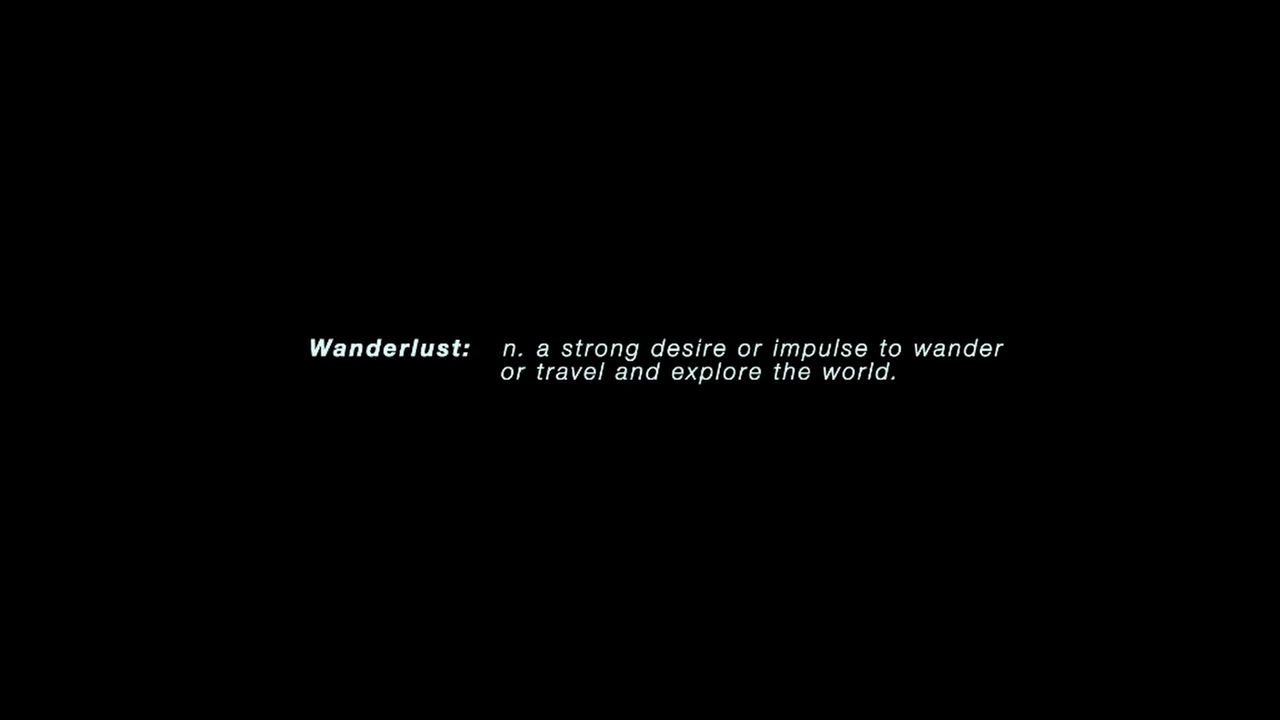 Wanderlust: n. a strong desire or impulse to wander
or travel and explore the world.